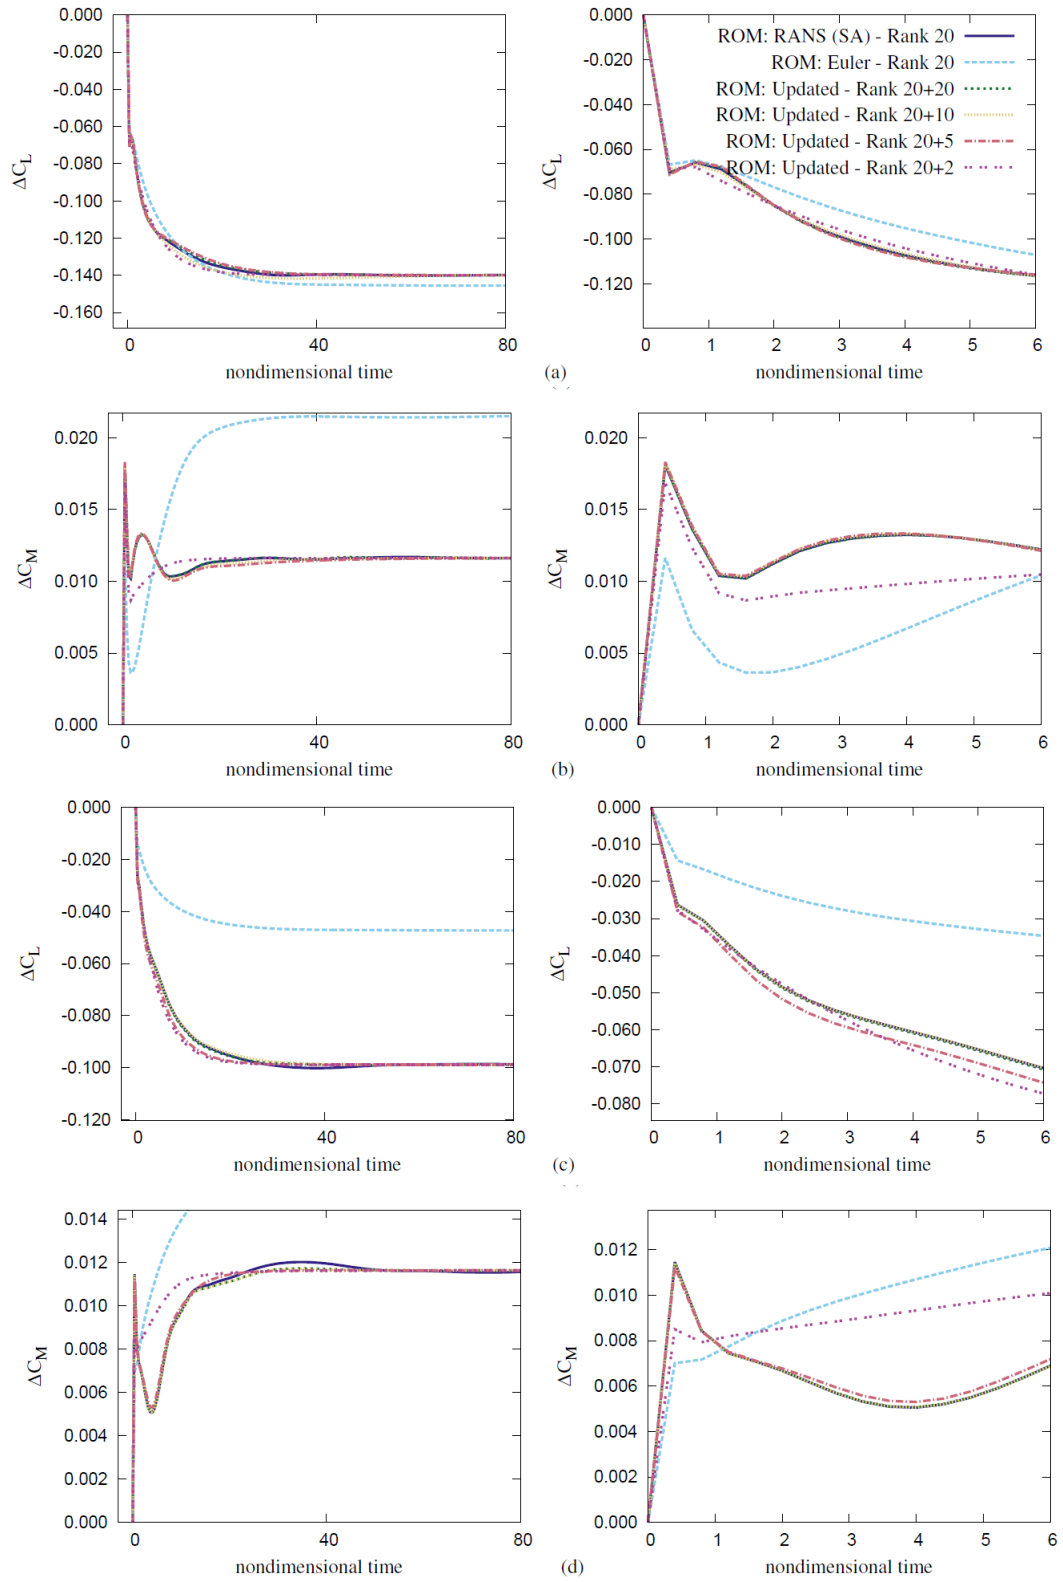 0.000
-0.020
-0.040
-0.060
-0.080
-0.100
-0.120
-0.140
-0.160
ΔC_L
0 40 80
nondimensional time
0.000
-0.020
-0.040
-0.060
-0.080
-0.100
-0.120
ΔC_L
ROM: RANS (SA) - Rank 20
ROM: Euler - Rank 20
ROM: Updated - Rank 20+20
ROM: Updated - Rank 20+10
ROM: Updated - Rank 20+5
ROM: Updated - Rank 20+2
0 1 2 3 4 5 6
nondimensional time
(a)
0.020
0.015
0.010
0.005
0.000
ΔC_M
0 40 80
nondimensional time
0.020
0.015
0.010
0.005
0.000
ΔC_M
0 1 2 3 4 5 6
nondimensional time
(b)
0.000
-0.020
-0.040
-0.060
-0.080
-0.100
-0.120
ΔC_L
0 40 80
nondimensional time
0.000
-0.010
-0.020
-0.030
-0.040
-0.050
-0.060
-0.070
-0.080
ΔC_L
0 1 2 3 4 5 6
nondimensional time
(c)
0.014
0.012
0.010
0.008
0.006
0.004
0.002
0.000
ΔC_M
0 40 80
nondimensional time
0.012
0.010
0.008
0.006
0.004
0.002
0.000
ΔC_M
0 1 2 3 4 5 6
nondimensional time
(d)